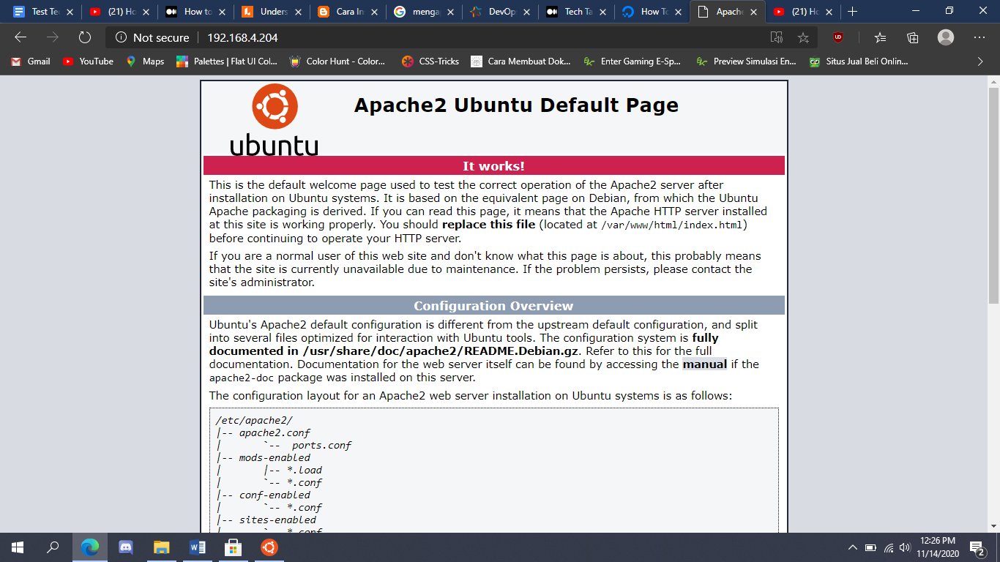 Test Te
(21) Ho
How to
Unders
Cara In
menga
DevOp
Tech Ta
How To
Apache
(21) Ho
Not secure
192.168.4.204
Gmail
YouTube
Maps
Palettes | Flat UI Col...
Color Hunt - Color...
CSS-Tricks
Cara Membuat Dok...
Enter Gaming E-Sp...
Preview Simulasi En...
Situs Jual Beli Onlin...
ubuntu
Apache2 Ubuntu Default Page
It works!
This is the default welcome page used to test the correct operation of the Apache2 server after
installation on Ubuntu systems. It is based on the equivalent page on Debian, from which the Ubuntu
Apache packaging is derived. If you can read this page, it means that the Apache HTTP server installed
at this site is working properly. You should replace this file (located at /var/www/html/index.html)
before continuing to operate your HTTP server.
If you are a normal user of this web site and don't know what this page is about, this probably means
that the site is currently unavailable due to maintenance. If the problem persists, please contact the
site's administrator.
Configuration Overview
Ubuntu's Apache2 default configuration is different from the upstream default configuration, and split
into several files optimized for interaction with Ubuntu tools. The configuration system is fully
documented in /usr/share/doc/apache2/README.Debian.gz. Refer to this for the full
documentation. Documentation for the web server itself can be found by accessing the manual if the
apache2-doc package was installed on this server.
The configuration layout for an Apache2 web server installation on Ubuntu systems is as follows:
/etc/apache2/
|-- apache2.conf
|       `--  ports.conf
|-- mods-enabled
|       |-- *.load
|       `-- *.conf
|-- conf-enabled
|       `-- *.conf
|-- sites-enabled
|       `-- *.conf
12:26 PM
11/14/2020
2